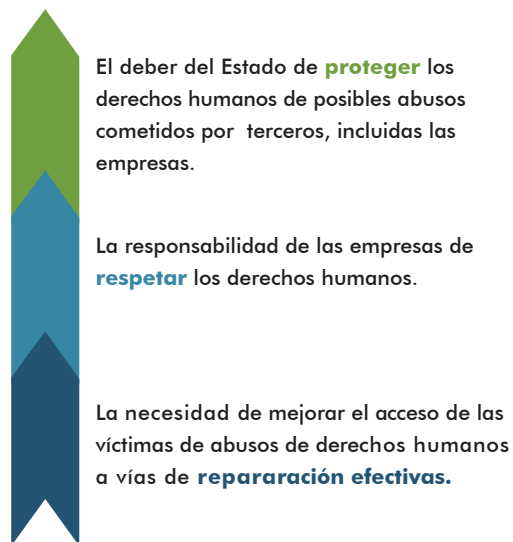 El deber del Estado de proteger los
derechos humanos de posibles abusos
cometidos por terceros, incluidas las
empresas.
La responsabilidad de las empresas de
respetar los derechos humanos.
La necesidad de mejorar el acceso de las
víctimas de abusos de derechos humanos
a vías de repararación efectivas.